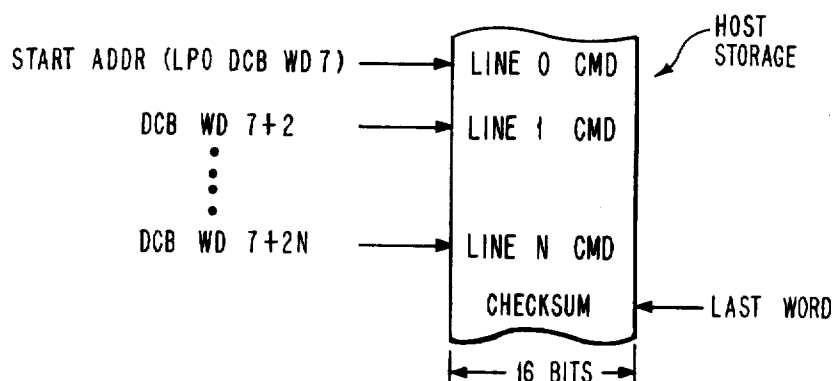 START ADDR (LPO DCB WD 7)
LINE 0 CMD
HOST
STORAGE
DCB WD 7+2
LINE 1 CMD
DCB WD 7+2N
LINE N CMD
CHECKSUM
LAST WORD
16 BITS